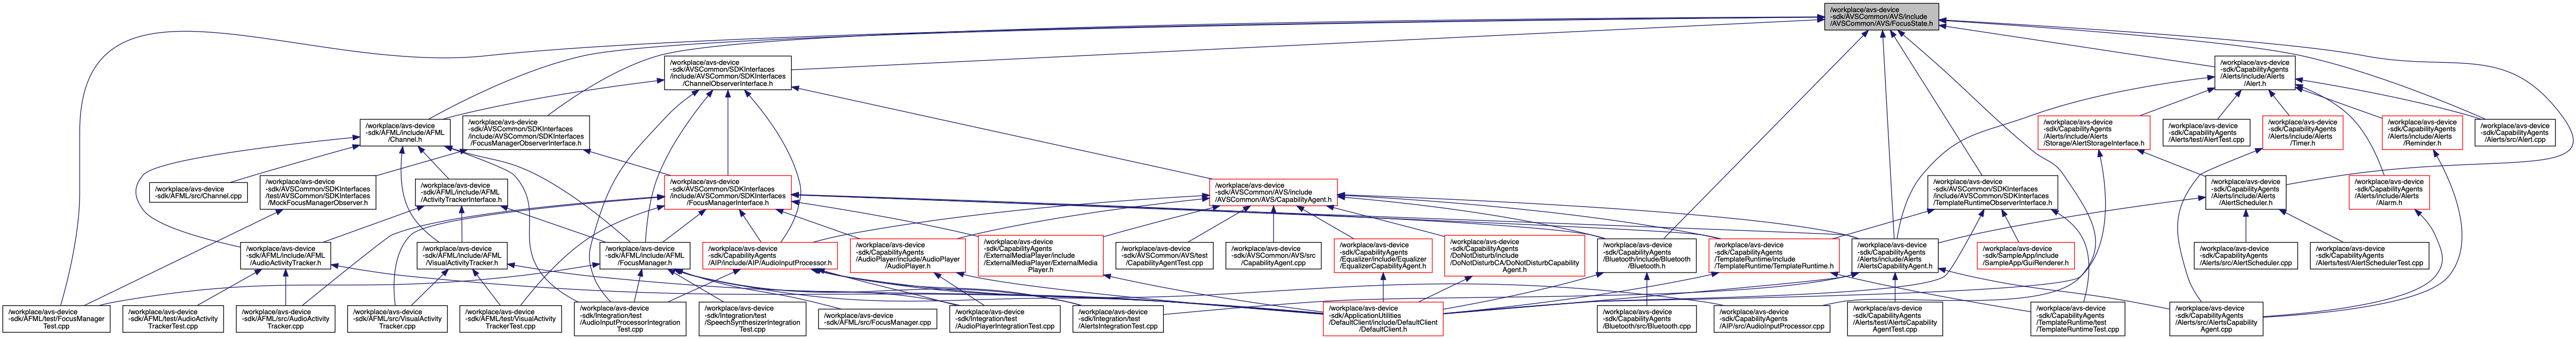 /workplace/avs-device
-sdk/AVSCommon/AVS/include
/AVSCommon/AVS/FocusState.h
/workplace/avs-device
-sdk/AVSCommon/SDKInterfaces
/include/AVSCommon/SDKInterfaces
/ChannelObserverInterface.h
/workplace/avs-device
-sdk/CapabilityAgents
/Alerts/include/Alerts
/Alert.h
/workplace/avs-device
-sdk/AFML/include/AFML
/Channel.h
/workplace/avs-device
-sdk/AVSCommon/SDKInterfaces
/include/AVSCommon/SDKInterfaces
/FocusManagerObserverInterface.h
/workplace/avs-device
-sdk/CapabilityAgents
/Alerts/include/Alerts
/Storage/AlertStorageInterface.h
/workplace/avs-device
-sdk/CapabilityAgents
/Alerts/test/AlertTest.cpp
/workplace/avs-device
-sdk/CapabilityAgents
/Alerts/include/Alerts
/Timer.h
/workplace/avs-device
-sdk/CapabilityAgents
/Alerts/include/Alerts
/Reminder.h
/workplace/avs-device
-sdk/CapabilityAgents
/Alerts/src/Alert.cpp
/workplace/avs-device
-sdk/AFML/src/Channel.cpp
/workplace/avs-device
-sdk/AVSCommon/SDKInterfaces
/test/AVSCommon/SDKInterfaces
/MockFocusManagerObserver.h
/workplace/avs-device
-sdk/AFML/include/AFML
/ActivityTrackerInterface.h
/workplace/avs-device
-sdk/AVSCommon/SDKInterfaces
/include/AVSCommon/SDKInterfaces
/FocusManagerInterface.h
/workplace/avs-device
-sdk/AVSCommon/AVS/include
/AVSCommon/AVS/CapabilityAgent.h
/workplace/avs-device
-sdk/AVSCommon/SDKInterfaces
/include/AVSCommon/SDKInterfaces
/TemplateRuntimeObserverInterface.h
/workplace/avs-device
-sdk/CapabilityAgents
/Alerts/include/Alerts
/AlertScheduler.h
/workplace/avs-device
-sdk/CapabilityAgents
/Alerts/include/Alerts
/Alarm.h
/workplace/avs-device
-sdk/AFML/include/AFML
/AudioActivityTracker.h
/workplace/avs-device
-sdk/AFML/include/AFML
/VisualActivityTracker.h
/workplace/avs-device
-sdk/AFML/include/AFML
/FocusManager.h
/workplace/avs-device
-sdk/CapabilityAgents
/AIP/include/AIP/AudioInputProcessor.h
/workplace/avs-device
-sdk/CapabilityAgents
/AudioPlayer/include/AudioPlayer
/AudioPlayer.h
/workplace/avs-device
-sdk/CapabilityAgents
/ExternalMediaPlayer/include
/ExternalMediaPlayer/ExternalMedia
Player.h
/workplace/avs-device
-sdk/AVSCommon/AVS/test
/CapabilityAgentTest.cpp
/workplace/avs-device
-sdk/AVSCommon/AVS/src
/CapabilityAgent.cpp
/workplace/avs-device
-sdk/CapabilityAgents
/Equalizer/include/Equalizer
/EqualizerCapabilityAgent.h
/workplace/avs-device
-sdk/CapabilityAgents
/DoNotDisturb/include
/DoNotDisturbCA/DoNotDisturbCapability
Agent.h
/workplace/avs-device
-sdk/CapabilityAgents
/Bluetooth/include/Bluetooth
/Bluetooth.h
/workplace/avs-device
-sdk/CapabilityAgents
/TemplateRuntime/include
/TemplateRuntime/TemplateRuntime.h
/workplace/avs-device
-sdk/CapabilityAgents
/Alerts/include/Alerts
/AlertsCapabilityAgent.h
/workplace/avs-device
-sdk/SampleApp/include
/SampleApp/GuiRenderer.h
/workplace/avs-device
-sdk/CapabilityAgents
/Alerts/src/AlertScheduler.cpp
/workplace/avs-device
-sdk/CapabilityAgents
/Alerts/test/AlertSchedulerTest.cpp
/workplace/avs-device
-sdk/AFML/test/FocusManager
Test.cpp
/workplace/avs-device
-sdk/AFML/test/AudioActivity
TrackerTest.cpp
/workplace/avs-device
-sdk/AFML/src/AudioActivity
Tracker.cpp
/workplace/avs-device
-sdk/AFML/src/VisualActivity
Tracker.cpp
/workplace/avs-device
-sdk/AFML/test/VisualActivity
TrackerTest.cpp
/workplace/avs-device
-sdk/Integration/test
/AudioInputProcessorIntegration
Test.cpp
/workplace/avs-device
-sdk/Integration/test
/SpeechSynthesizerIntegration
Test.cpp
/workplace/avs-device
-sdk/AFML/src/FocusManager.cpp
/workplace/avs-device
-sdk/Integration/test
/AudioPlayerIntegrationTest.cpp
/workplace/avs-device
-sdk/Integration/test
/AlertsIntegrationTest.cpp
/workplace/avs-device
-sdk/ApplicationUtilities
/DefaultClient/include/DefaultClient
/DefaultClient.h
/workplace/avs-device
-sdk/CapabilityAgents
/Bluetooth/src/Bluetooth.cpp
/workplace/avs-device
-sdk/CapabilityAgents
/AIP/src/AudioInputProcessor.cpp
/workplace/avs-device
-sdk/CapabilityAgents
/Alerts/test/AlertsCapability
AgentTest.cpp
/workplace/avs-device
-sdk/CapabilityAgents
/TemplateRuntime/test
/TemplateRuntimeTest.cpp
/workplace/avs-device
-sdk/CapabilityAgents
/Alerts/src/AlertsCapability
Agent.cpp